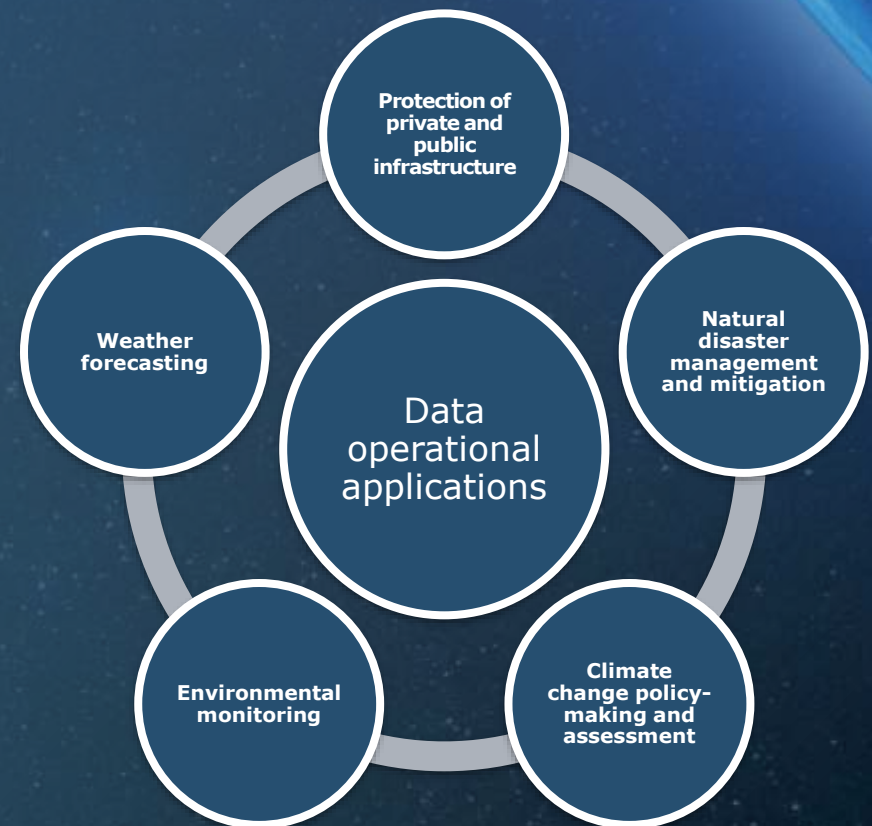 Protection of
private and
public
infrastructure
Natural
disaster
management
and mitigation
Climate
change policy-
making and
assessment
Environmental
monitoring
Weather
forecasting
Data
operational
applications